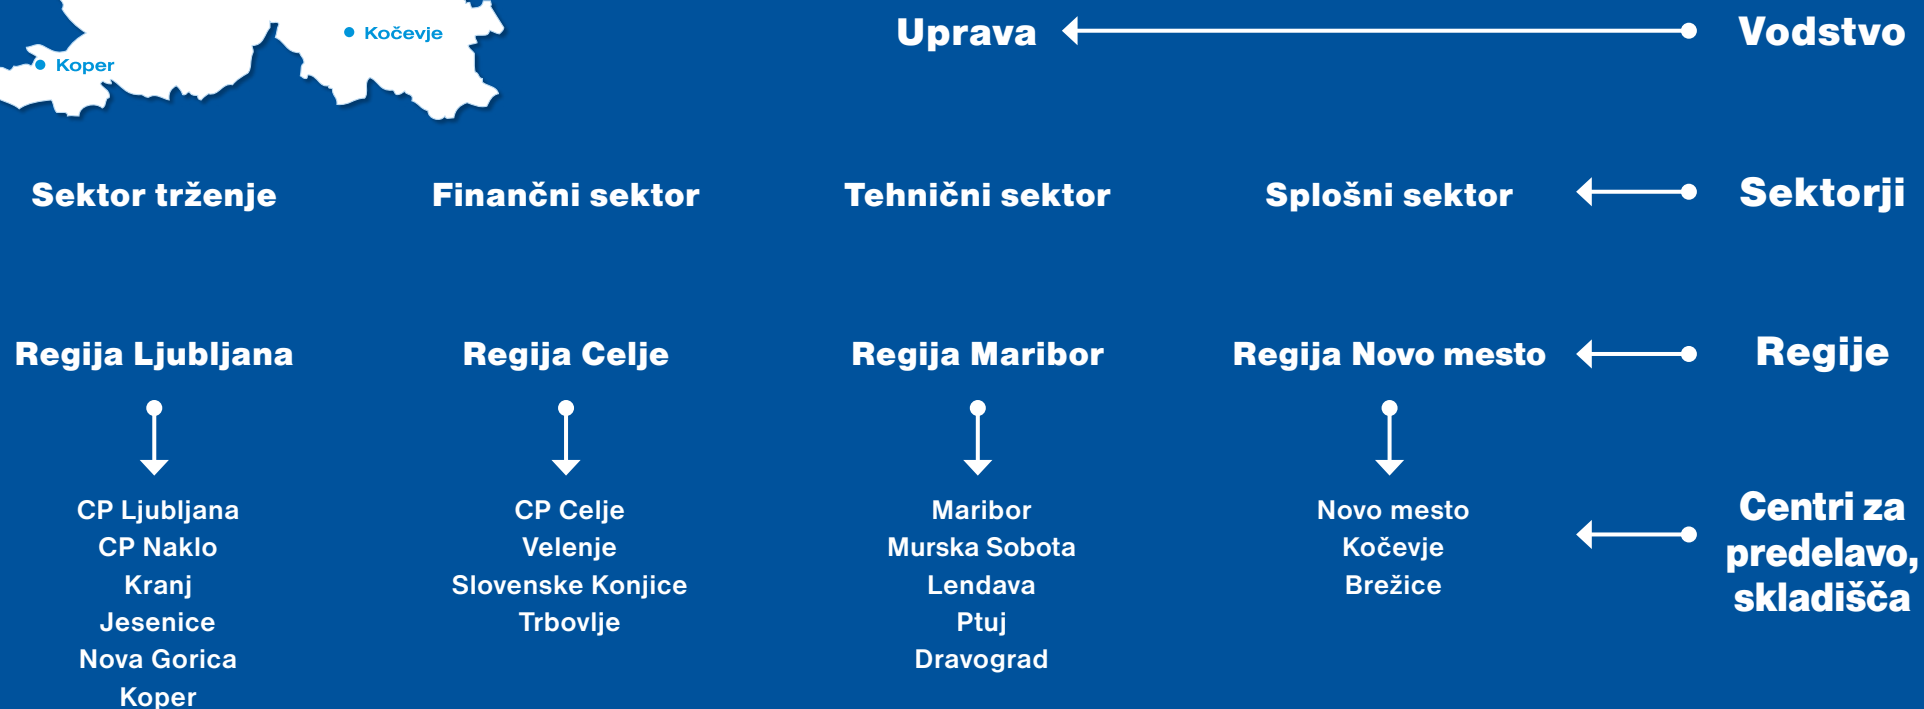 Kočevje
Koper
Uprava
Vodstvo
Sektor trženje
Finančni sektor
Tehnični sektor
Splošni sektor
Sektorji
Regija Ljubljana
Regija Celje
Regija Maribor
Regija Novo mesto
Regije
CP Ljubljana
CP Naklo
Kranj
Jesenice
Nova Gorica
Koper
CP Celje
Velenje
Slovenske Konjice
Trbovlje
Maribor
Murska Sobota
Lendava
Ptuj
Dravograd
Novo mesto
Kočevje
Brežice
Centri za
predelavo,
skladišča